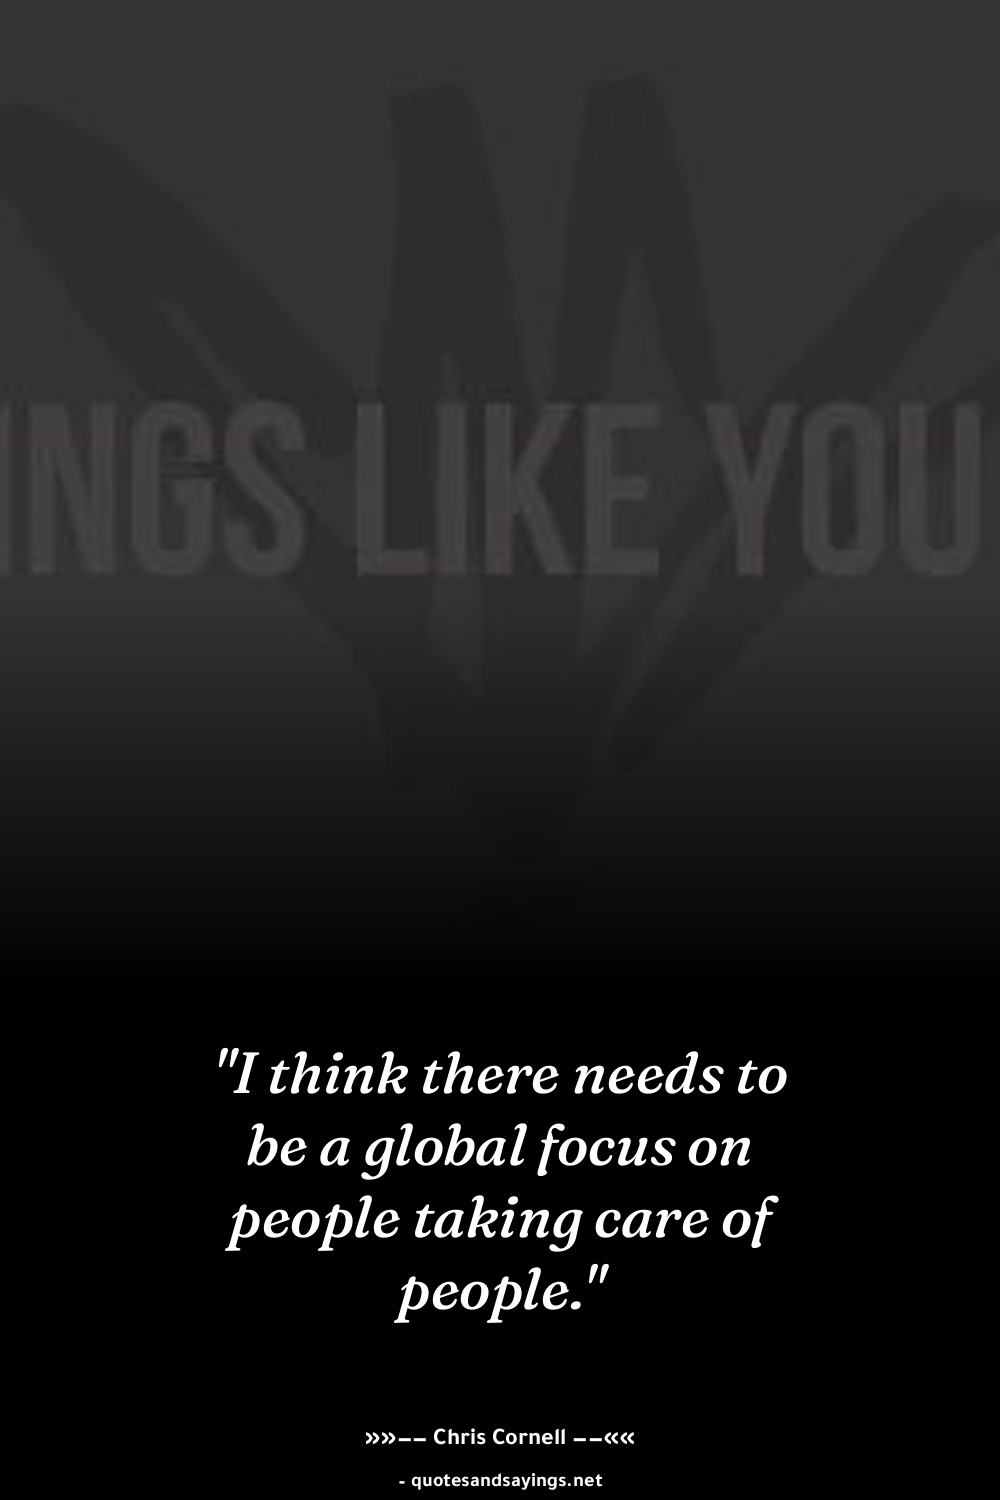 INGS LIKE YOU
"I think there needs to
be a global focus on
people taking care of
people."
»»−− Chris Cornell −−««
- quotesandsayings.net